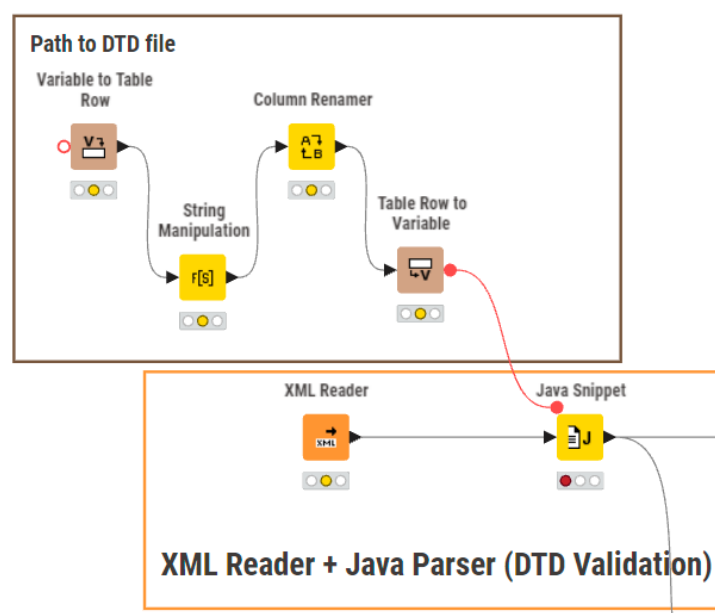 Path to DTD file
Variable to Table
Row
Column Renamer
V
A
B
String
Manipulation
Table Row to
Variable
F[S]
V
XML Reader
Java Snippet
XML
J
XML Reader + Java Parser (DTD Validation)